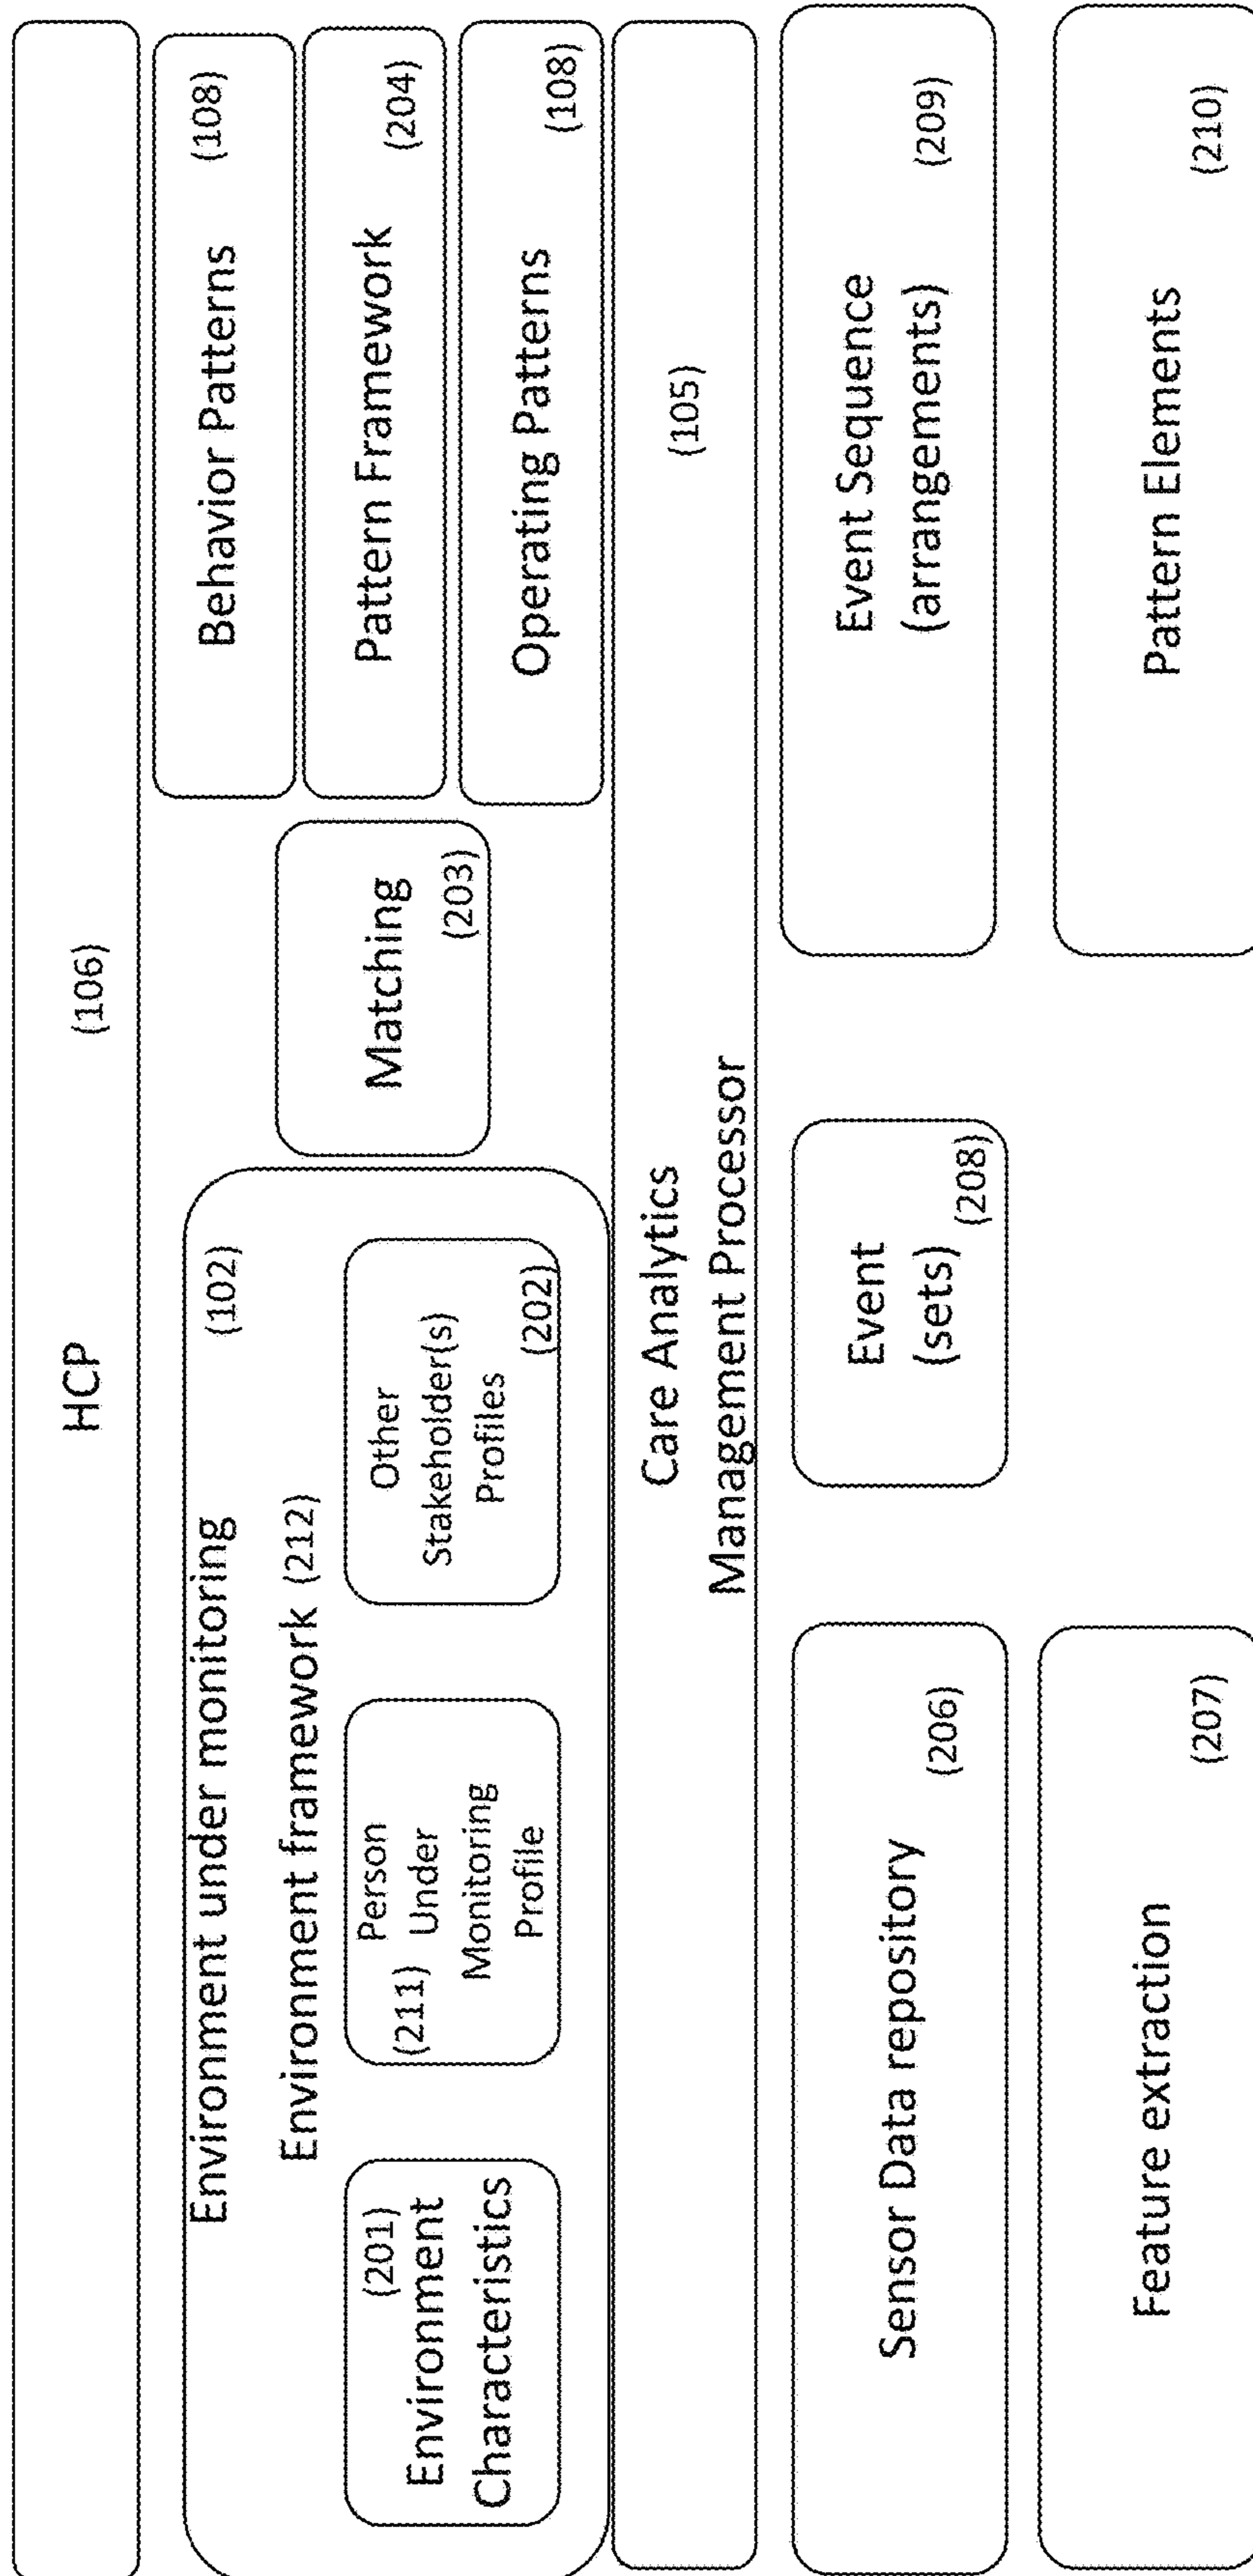 HCP
(106)
Environment under monitoring
(102)
Environment framework (212)
(201)
Environment
Characteristics
Person
(211) Under
Monitoring
Profile
Other
Stakeholder(s)
Profiles
(202)
Matching
(203)
Behavior Patterns
(108)
Pattern Framework
(204)
Operating Patterns
(108)
Care Analytics
Management Processor
(105)
Sensor Data repository
(206)
Event
(sets)
(208)
Event Sequence
(arrangements)
(209)
Feature extraction
(207)
Pattern Elements
(210)